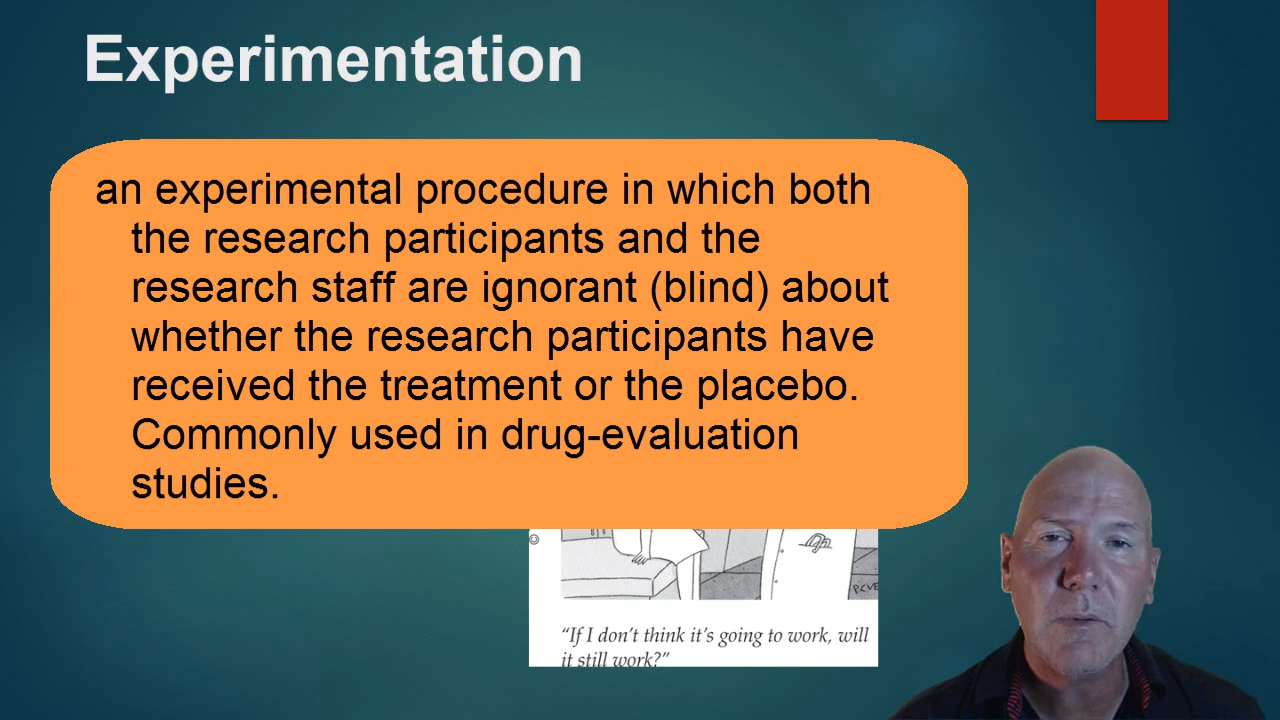 Experimentation
an experimental procedure in which both
the research participants and the
research staff are ignorant (blind) about
whether the research participants have
received the treatment or the placebo.
Commonly used in drug-evaluation
studies.
“If I don’t think it’s going to work, will
it still work?”